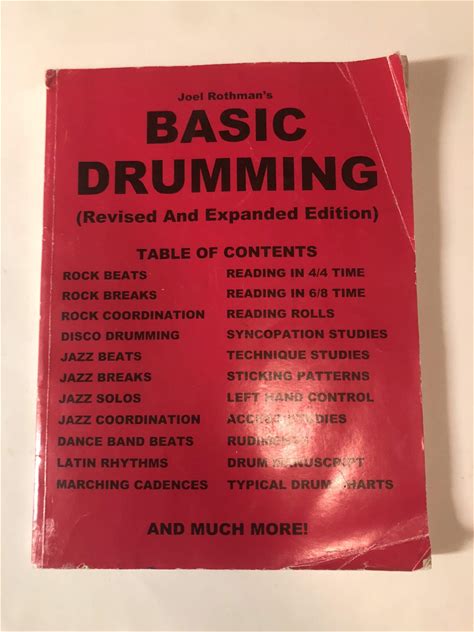 Joel Rothman's
BASIC
DRUMMING
(Revised And Expanded Edition)
TABLE OF CONTENTS
ROCK BEATS
ROCK BREAKS
ROCK COORDINATION
DISCO DRUMMING
JAZZ BEATS
JAZZ BREAKS
JAZZ SOLOS
JAZZ COORDINATION
DANCE BAND BEATS
LATIN RHYTHMS
MARCHING CADENCES
READING IN 4/4 TIME
READING IN 6/8 TIME
READING ROLLS
SYNCOPATION STUDIES
TECHNIQUE STUDIES
STICKING PATTERNS
LEFT HAND CONTROL
STUDIES
DRUM MANUSCRIPT
TYPICAL DRUM CHARTS
AND MUCH MORE!